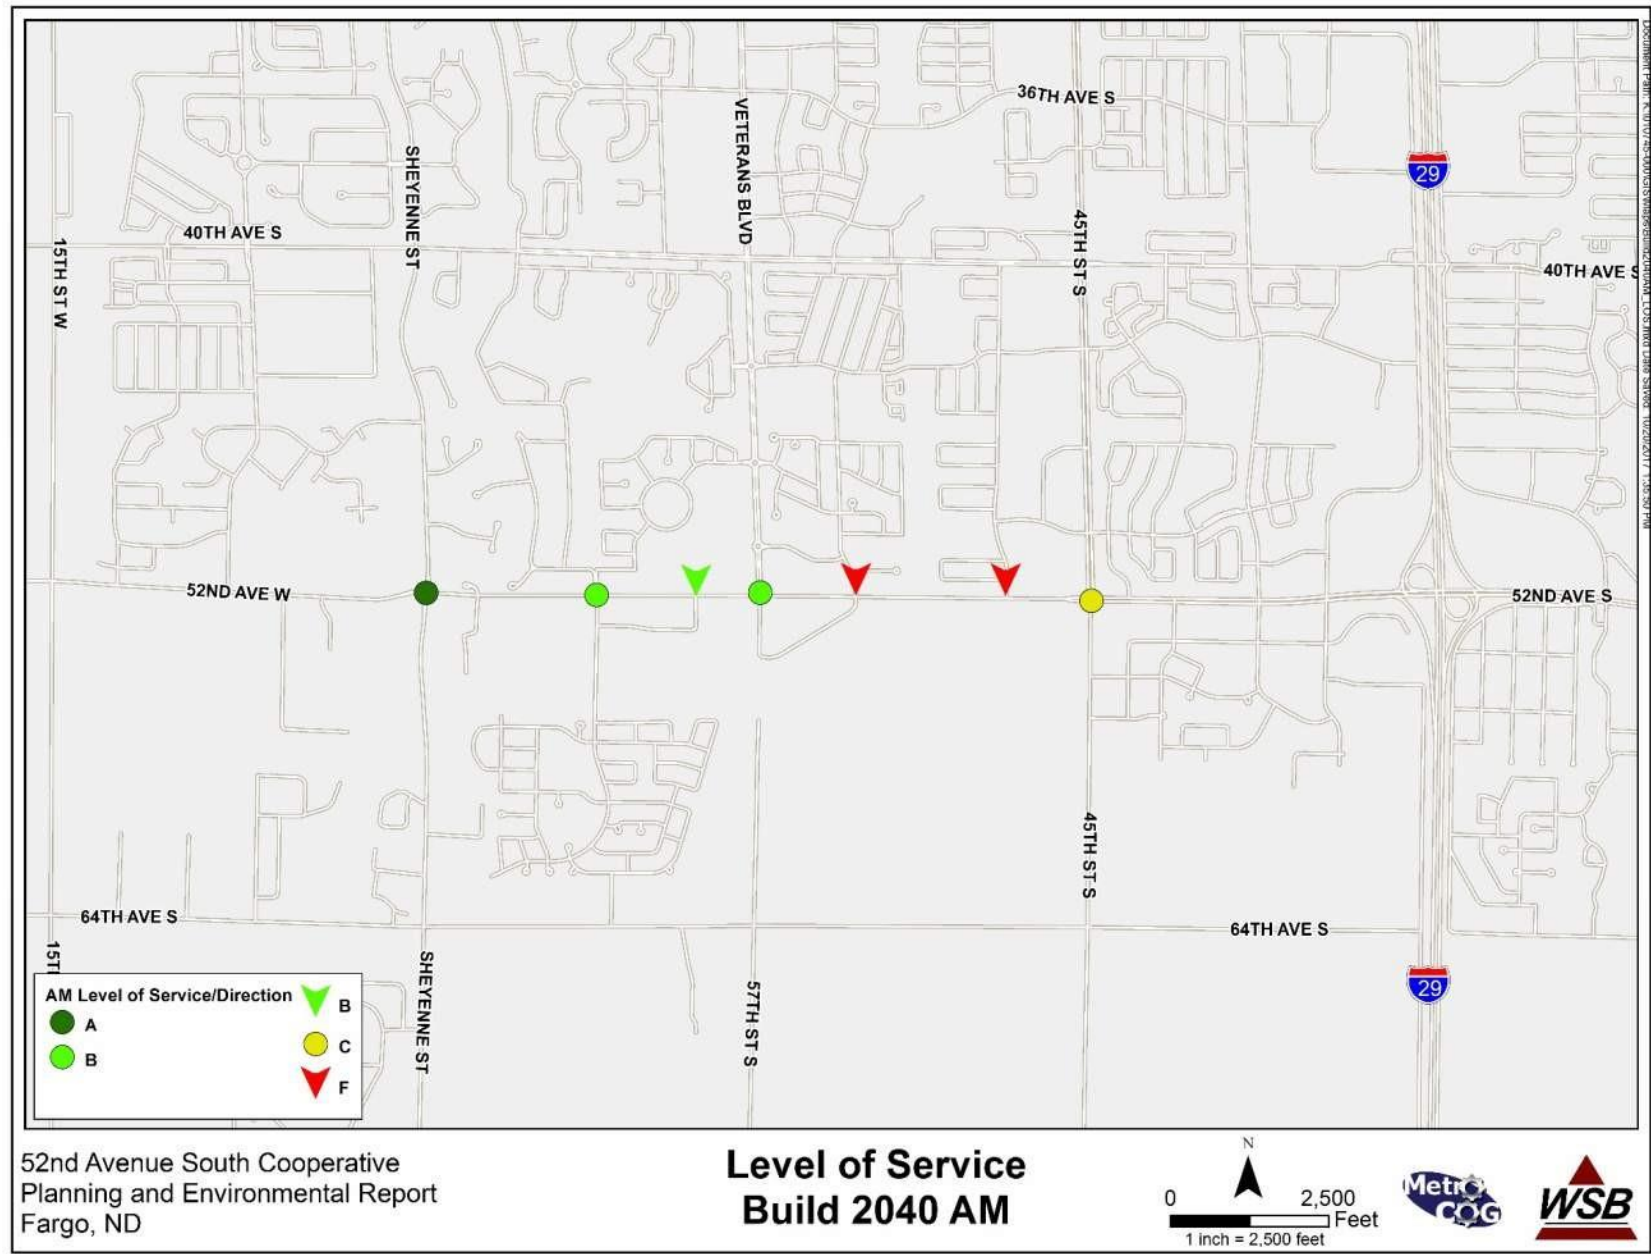 36TH AVE S
VETERANS BLVD
SHEYENNE ST
29
40TH AVE S
45TH ST S
15TH ST W
40TH AVE S
52ND AVE W
52ND AVE S
45TH ST S
64TH AVE S
64TH AVE S
15T
SHEYENNE ST
57TH ST S
29
AM Level of Service/Direction
A
B
B
C
F
52nd Avenue South Cooperative
Planning and Environmental Report
Fargo, ND
Level of Service
Build 2040 AM
N
0 2,500
Feet
1 inch = 2,500 feet
Metro
COG
WSB